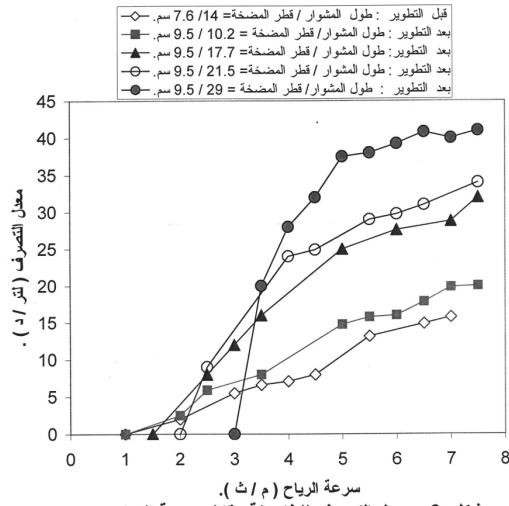 قبل التطوير : طول المشوار / قطر المضخة= 14/ 7.6 سم.
بعد التطوير : طول المشوار/ قطر المضخة = 10.2 / 9.5 سم.
بعد التطوير: طول المشوار/ قطر المضخة= 17.7 / 9.5 سم.
بعد التطوير : طول المشوار/ قطر المضخة= 21.5 / 9.5 سم.
بعد التطوير : طول المشوار / قطر المضخة = 29 / 9.5 سم.
45
40
35
30
25
20
15
10
5
0
معدل التصرف ( لتر / د ) .
0 1 2 3 4 5 6 7 8
سرعة الرياح ( م / ث ).